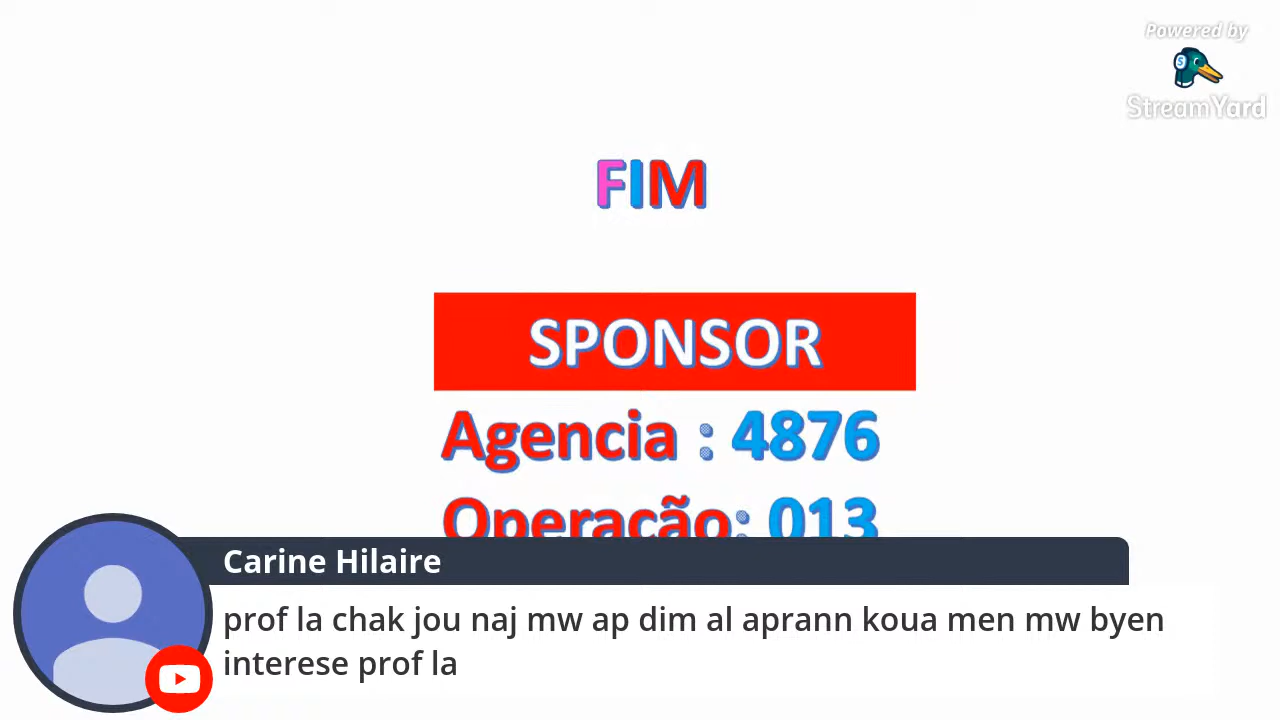 Powered by
StreamYard
FIM
SPONSOR
Agencia : 4876
Operação: 013
Carine Hilaire
prof la chak jou naj mw ap dim al aprann koua men mw byen
interese prof la